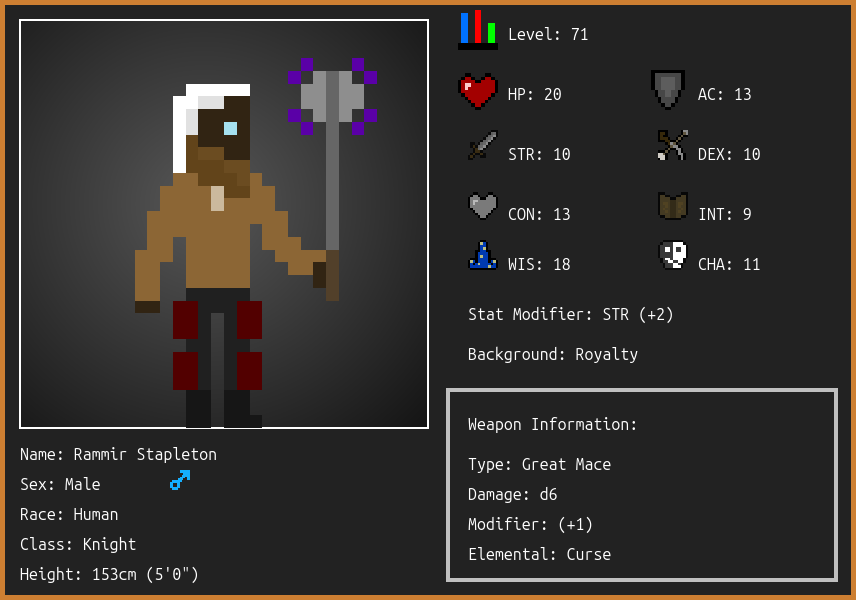 Level: 71
HP: 20
AC: 13
STR: 10
DEX: 10
CON: 13
INT: 9
WIS: 18
CHA: 11
Stat Modifier: STR (+2)
Background: Royalty
Weapon Information:
Type: Great Mace
Damage: d6
Modifier: (+1)
Elemental: Curse
Name: Rammir Stapleton
Sex: Male
Race: Human
Class: Knight
Height: 153cm (5'0")